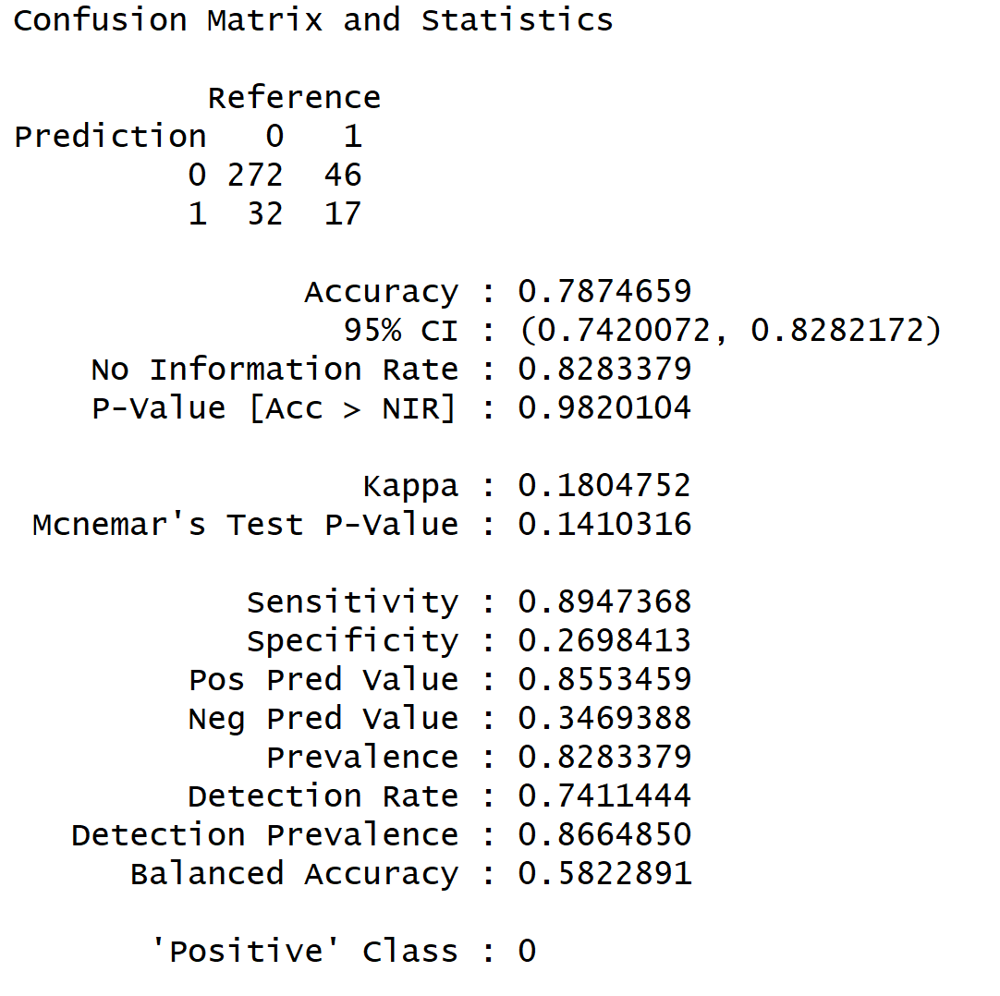 Confusion Matrix and Statistics
Reference
Prediction 0 1
0 272 46
1 32 17
Accuracy : 0.7874659
95% CI : (0.7420072, 0.8282172)
No Information Rate : 0.8283379
P-Value [Acc > NIR] : 0.9820104
Kappa : 0.1804752
Mcnemar's Test P-Value : 0.1410316
Sensitivity : 0.8947368
Specificity : 0.2698413
Pos Pred Value : 0.8553459
Neg Pred Value : 0.3469388
Prevalence : 0.8283379
Detection Rate : 0.7411444
Detection Prevalence : 0.8664850
Balanced Accuracy : 0.5822891
'Positive' Class : 0